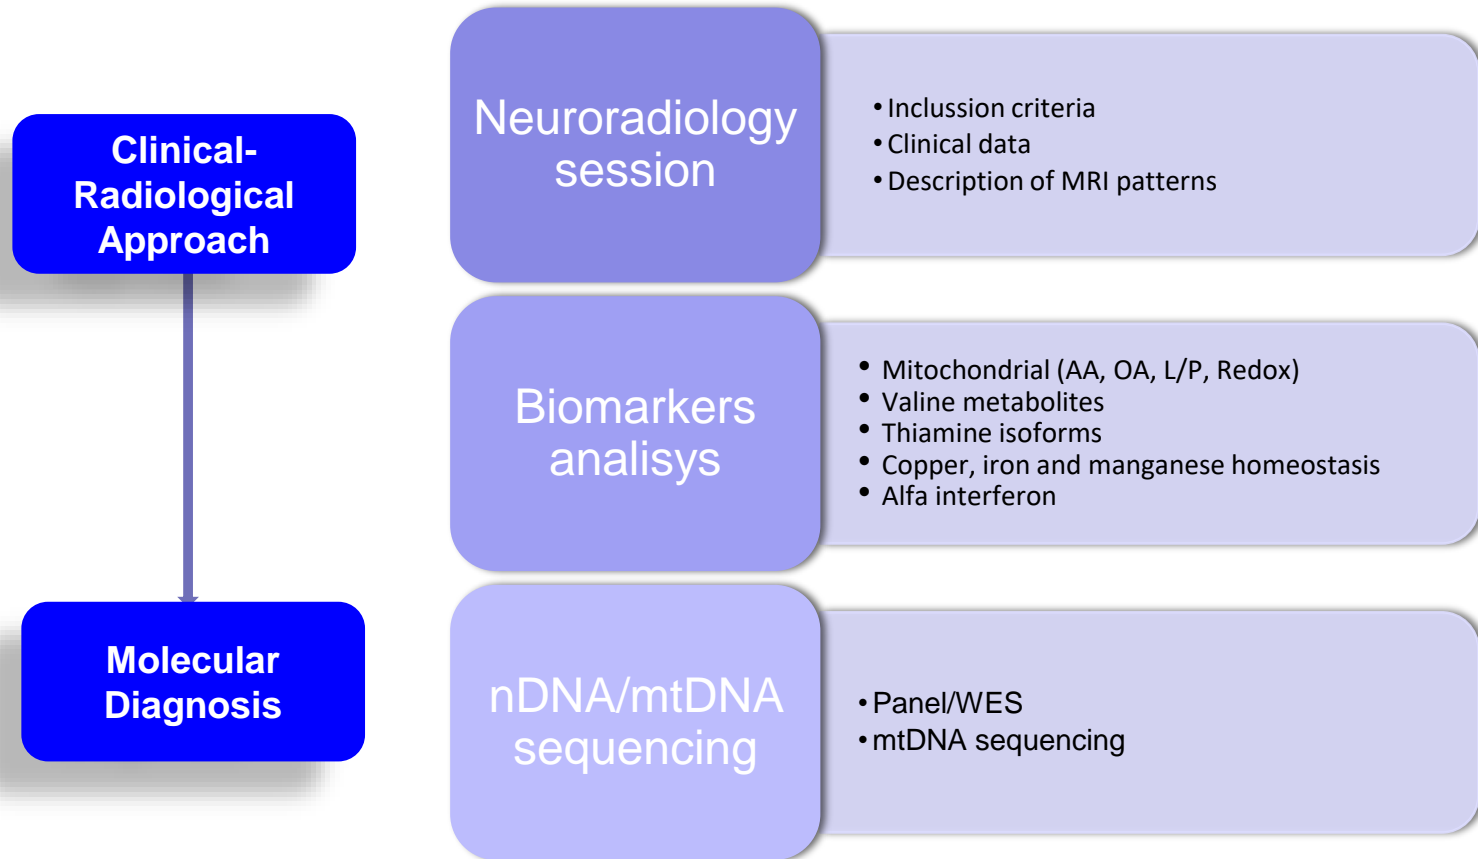 Clinical-
Radiological
Approach
Molecular
Diagnosis
Neuroradiology
session
• Inclussion criteria
• Clinical data
• Description of MRI patterns
Biomarkers
analisys
• Mitochondrial (AA, OA, L/P, Redox)
• Valine metabolites
• Thiamine isoforms
• Copper, iron and manganese homeostasis
• Alfa interferon
nDNA/mtDNA
sequencing
• Panel/WES
• mtDNA sequencing